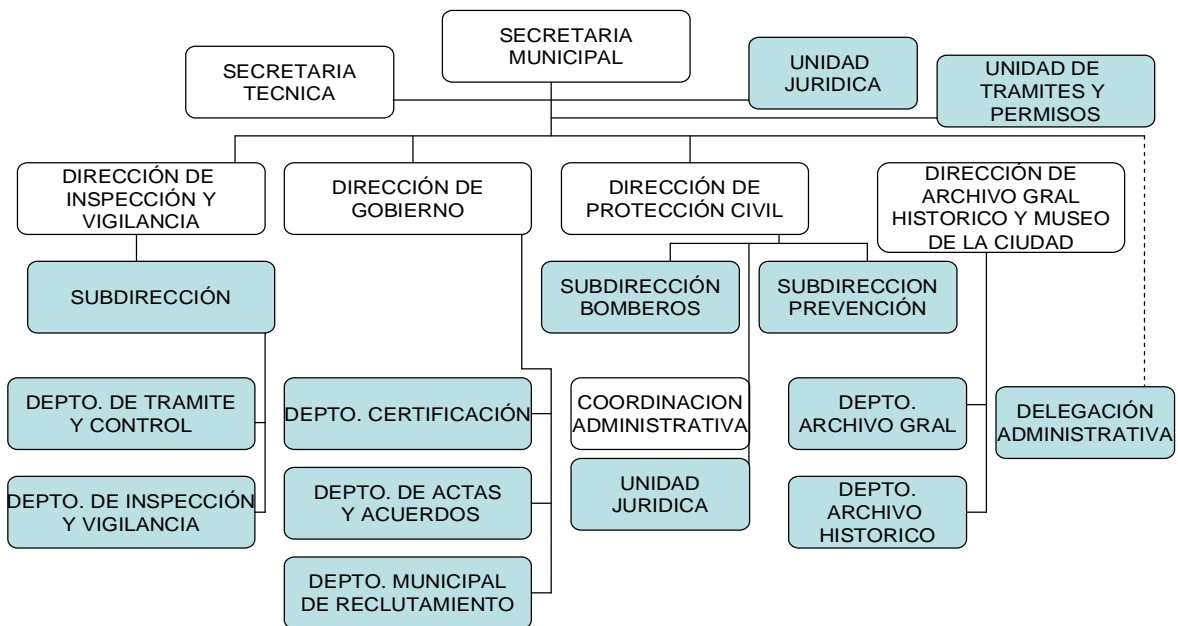 SECRETARIA
MUNICIPAL
SECRETARIA
TECNICA
UNIDAD
JURIDICA
UNIDAD DE
TRAMITES Y
PERMISOS
DIRECCIÓN DE
INSPECCIÓN Y
VIGILANCIA
DIRECCIÓN DE
GOBIERNO
DIRECCIÓN DE
PROTECCIÓN CIVIL
DIRECCIÓN DE
ARCHIVO GRAL
HISTORICO Y MUSEO
DE LA CIUDAD
SUBDIRECCIÓN
SUBDIRECCIÓN
BOMBEROS
SUBDIRECCION
PREVENCIÓN
DEPTO. DE TRAMITE
Y CONTROL
DEPTO. CERTIFICACIÓN
COORDINACION
ADMINISTRATIVA
DEPTO.
ARCHIVO GRAL
DELEGACIÓN
ADMINISTRATIVA
DEPTO. DE INSPECCIÓN
Y VIGILANCIA
DEPTO. DE ACTAS
Y ACUERDOS
UNIDAD
JURIDICA
DEPTO.
ARCHIVO
HISTORICO
DEPTO. MUNICIPAL
DE RECLUTAMIENTO